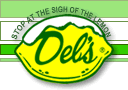 STOP AT THE SIGN OF THE LEMON
Del's
®